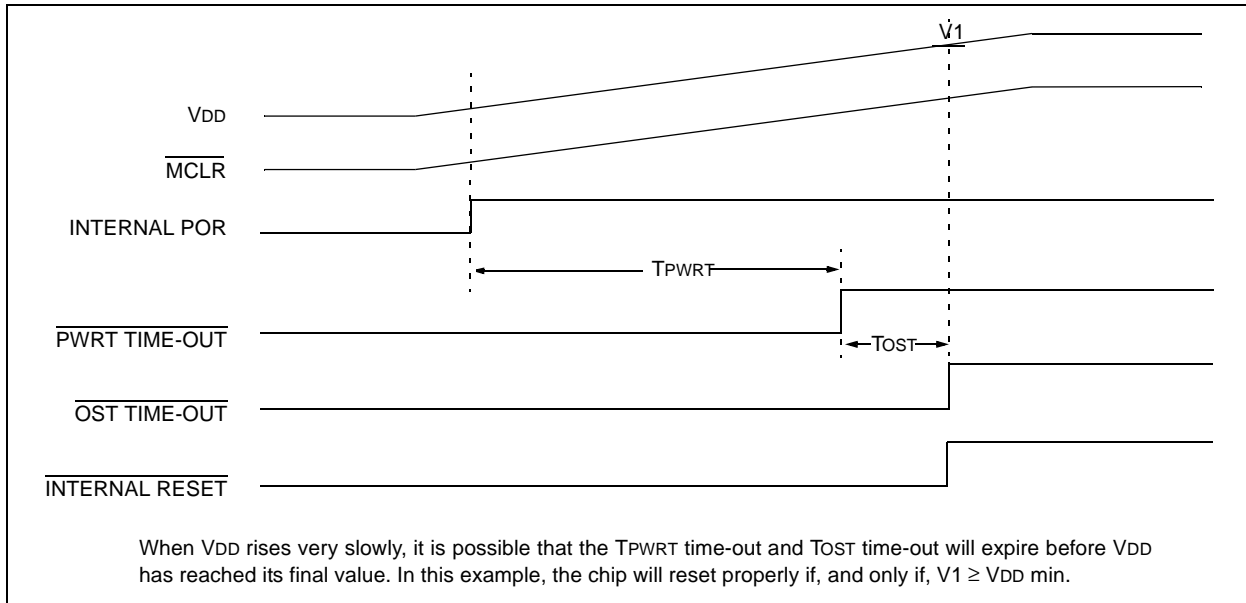 V1
VDD
MCLR
INTERNAL POR
TPWRT
PWRT TIME-OUT
TOST
OST TIME-OUT
INTERNAL RESET
When VDD rises very slowly, it is possible that the TPWRT time-out and TOST time-out will expire before VDD
has reached its final value. In this example, the chip will reset properly if, and only if, V1 ≥ VDD min.